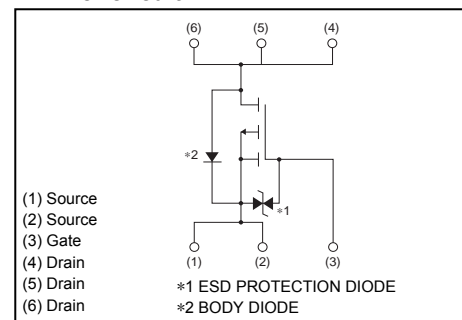 (6) (5) (4)
∗2
∗1
(1) Source
(2) Source
(3) Gate
(4) Drain
(5) Drain
(6) Drain
(1) (2) (3)
∗1 ESD PROTECTION DIODE
∗2 BODY DIODE